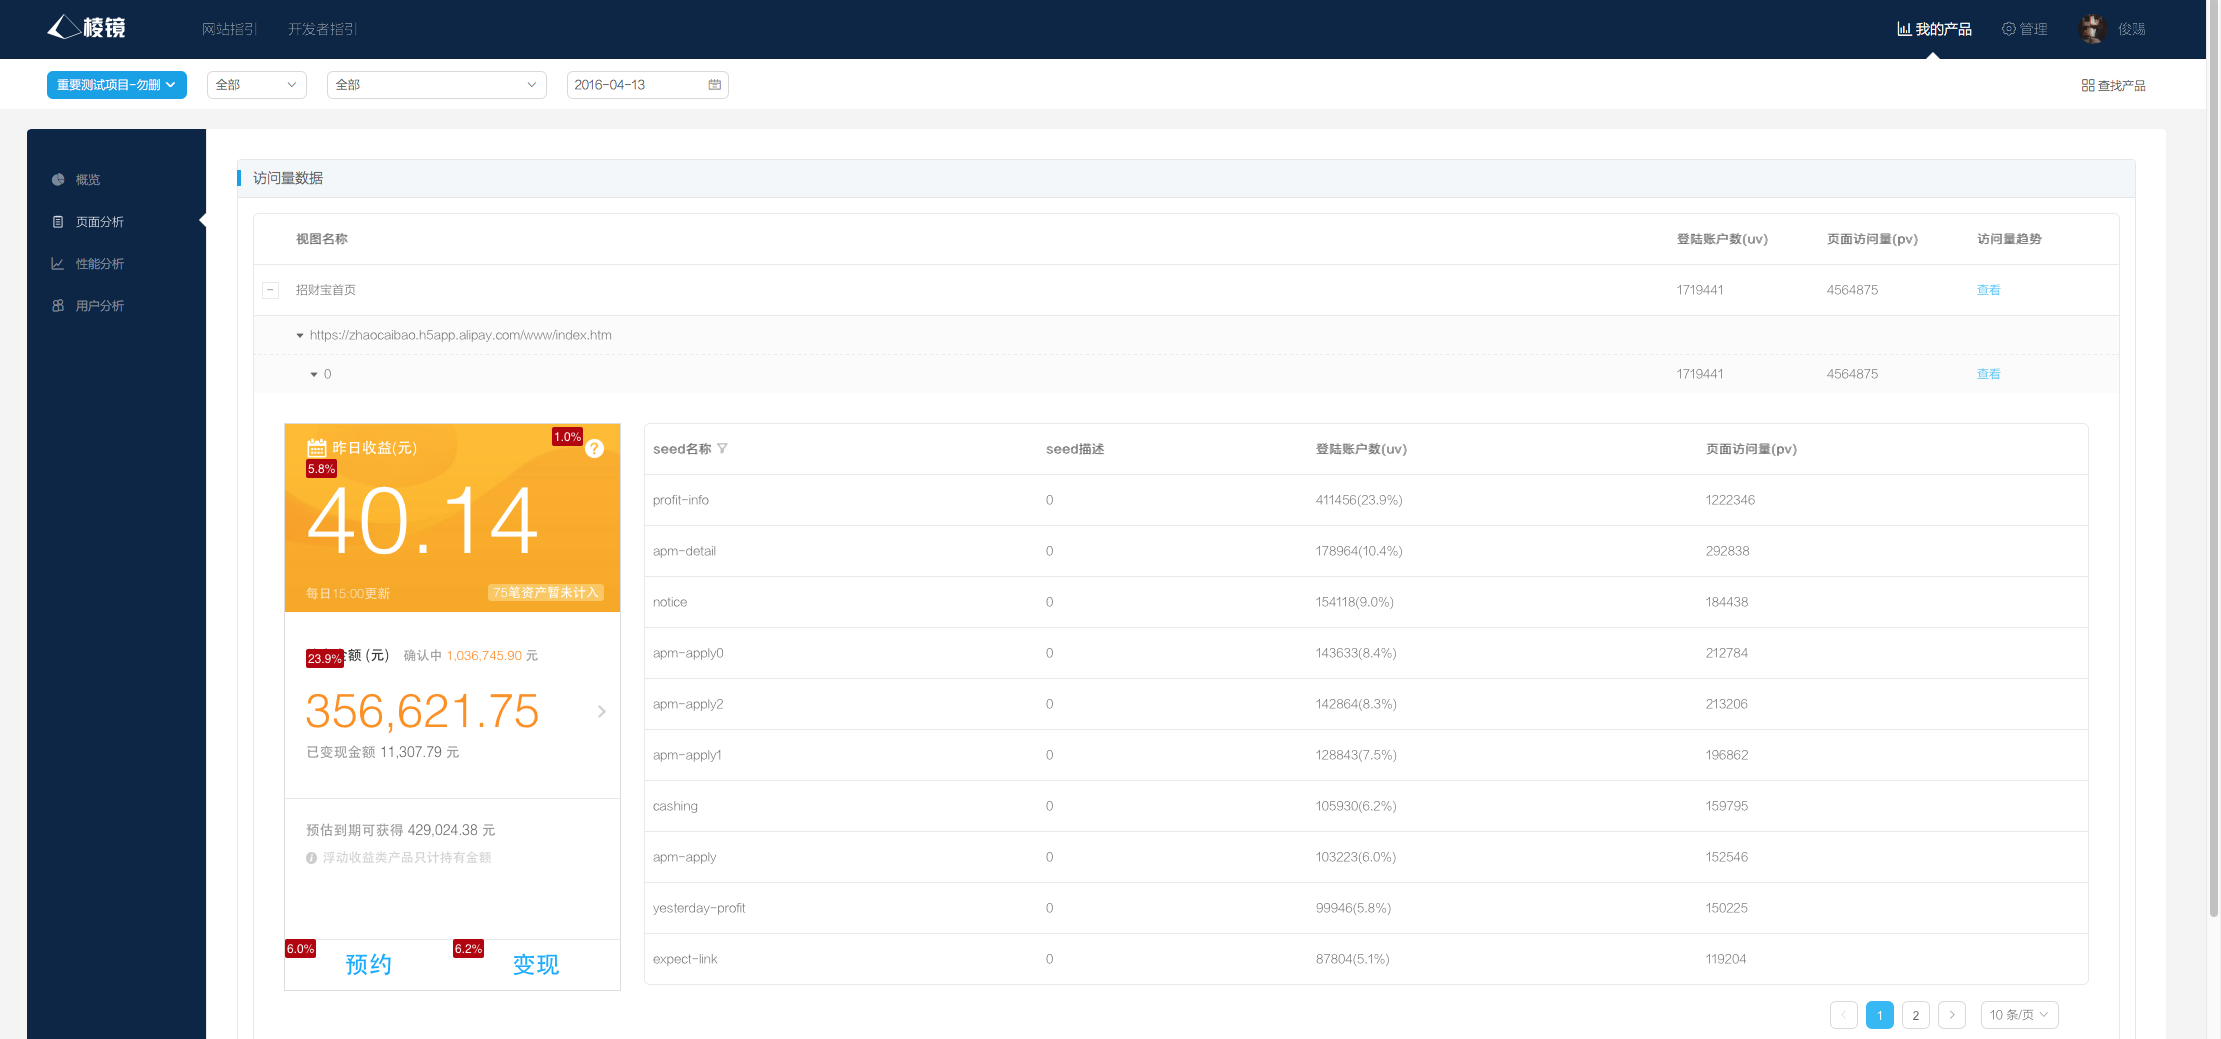 棱镜 网站指引 开发者指引 我的产品 管理 俊赐
重要测试项目-勿删 全部 全部 2016-04-13 查找产品
概览
页面分析
性能分析
用户分析
访问量数据
视图名称 登陆账户数(uv) 页面访问量(pv) 访问量趋势
招财宝首页 1719441 4564875 查看
https://zhaocaibao.h5app.alipay.com/www/index.htm
0 1719441 4564875 查看
昨日收益(元) 1.0% ?
5.8%
40.14
每日15:00更新 75笔资产暂未计入
23.9% 额 (元) 确认中 1,036,745.90 元
356,621.75
已变现金额 11,307.79 元
预估到期可获得 429,024.38 元
浮动收益类产品只计持有金额
6.0% 预约 6.2% 变现
seed名称 seed描述 登陆账户数(uv) 页面访问量(pv)
profit-info 0 411456(23.9%) 1222346
apm-detail 0 178964(10.4%) 292838
notice 0 154118(9.0%) 184438
apm-apply0 0 143633(8.4%) 212784
apm-apply2 0 142864(8.3%) 213206
apm-apply1 0 128843(7.5%) 196862
cashing 0 105930(6.2%) 159795
apm-apply 0 103223(6.0%) 152546
yesterday-profit 0 99946(5.8%) 150225
expect-link 0 87804(5.1%) 119204
1 2 10 条/页